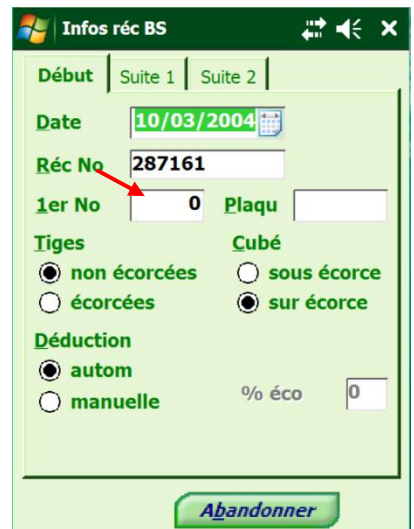 Infos réc BS
Début Suite 1 Suite 2
Date 10/03/2004
Réc No 287161
1er No 0 Plaqu
Tiges Cubé
non écorcées sous écorce
écorcées sur écorce
Déduction
autom
manuelle % éco 0
Abandonner